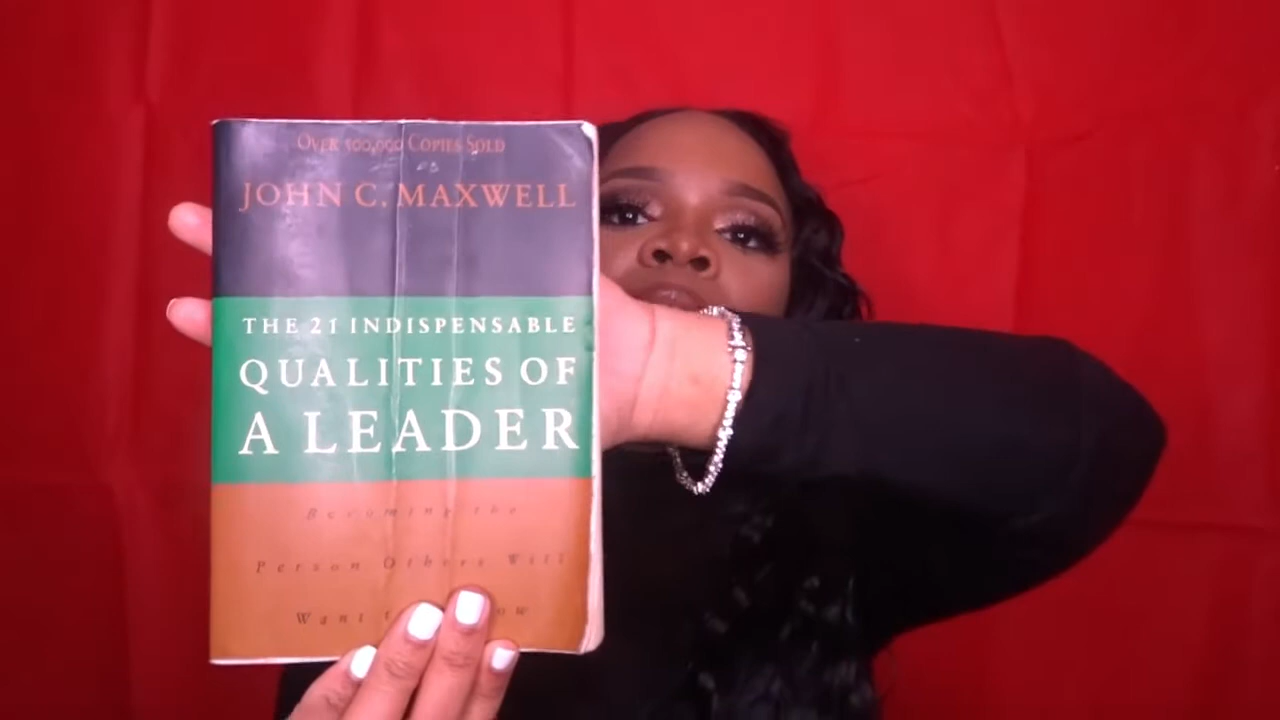 OVER 500,000 COPIES SOLD
JOHN C. MAXWELL
THE 21 INDISPENSABLE
QUALITIES OF
A LEADER
Becoming the
Person Others Will
Want